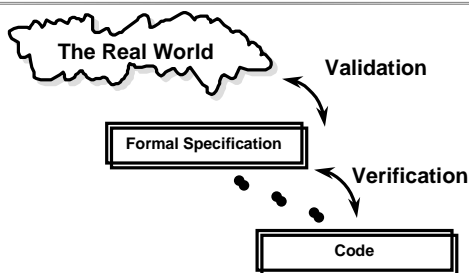 The Real World
Validation
Formal Specification
Verification
Code